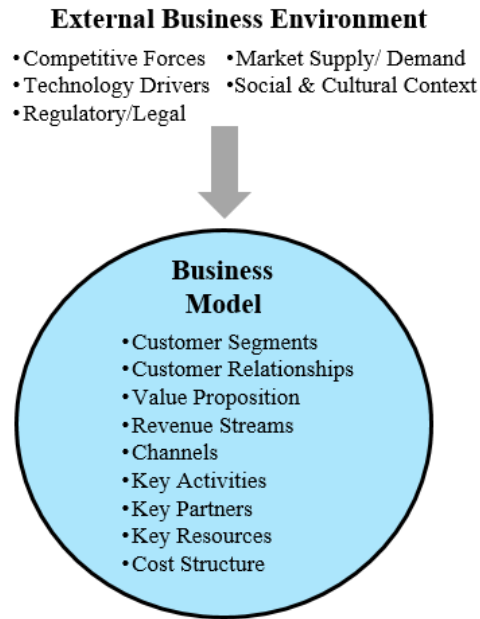 External Business Environment
•Competitive Forces •Market Supply/ Demand
•Technology Drivers •Social & Cultural Context
•Regulatory/Legal
Business
Model
•Customer Segments
•Customer Relationships
•Value Proposition
•Revenue Streams
•Channels
•Key Activities
•Key Partners
•Key Resources
•Cost Structure